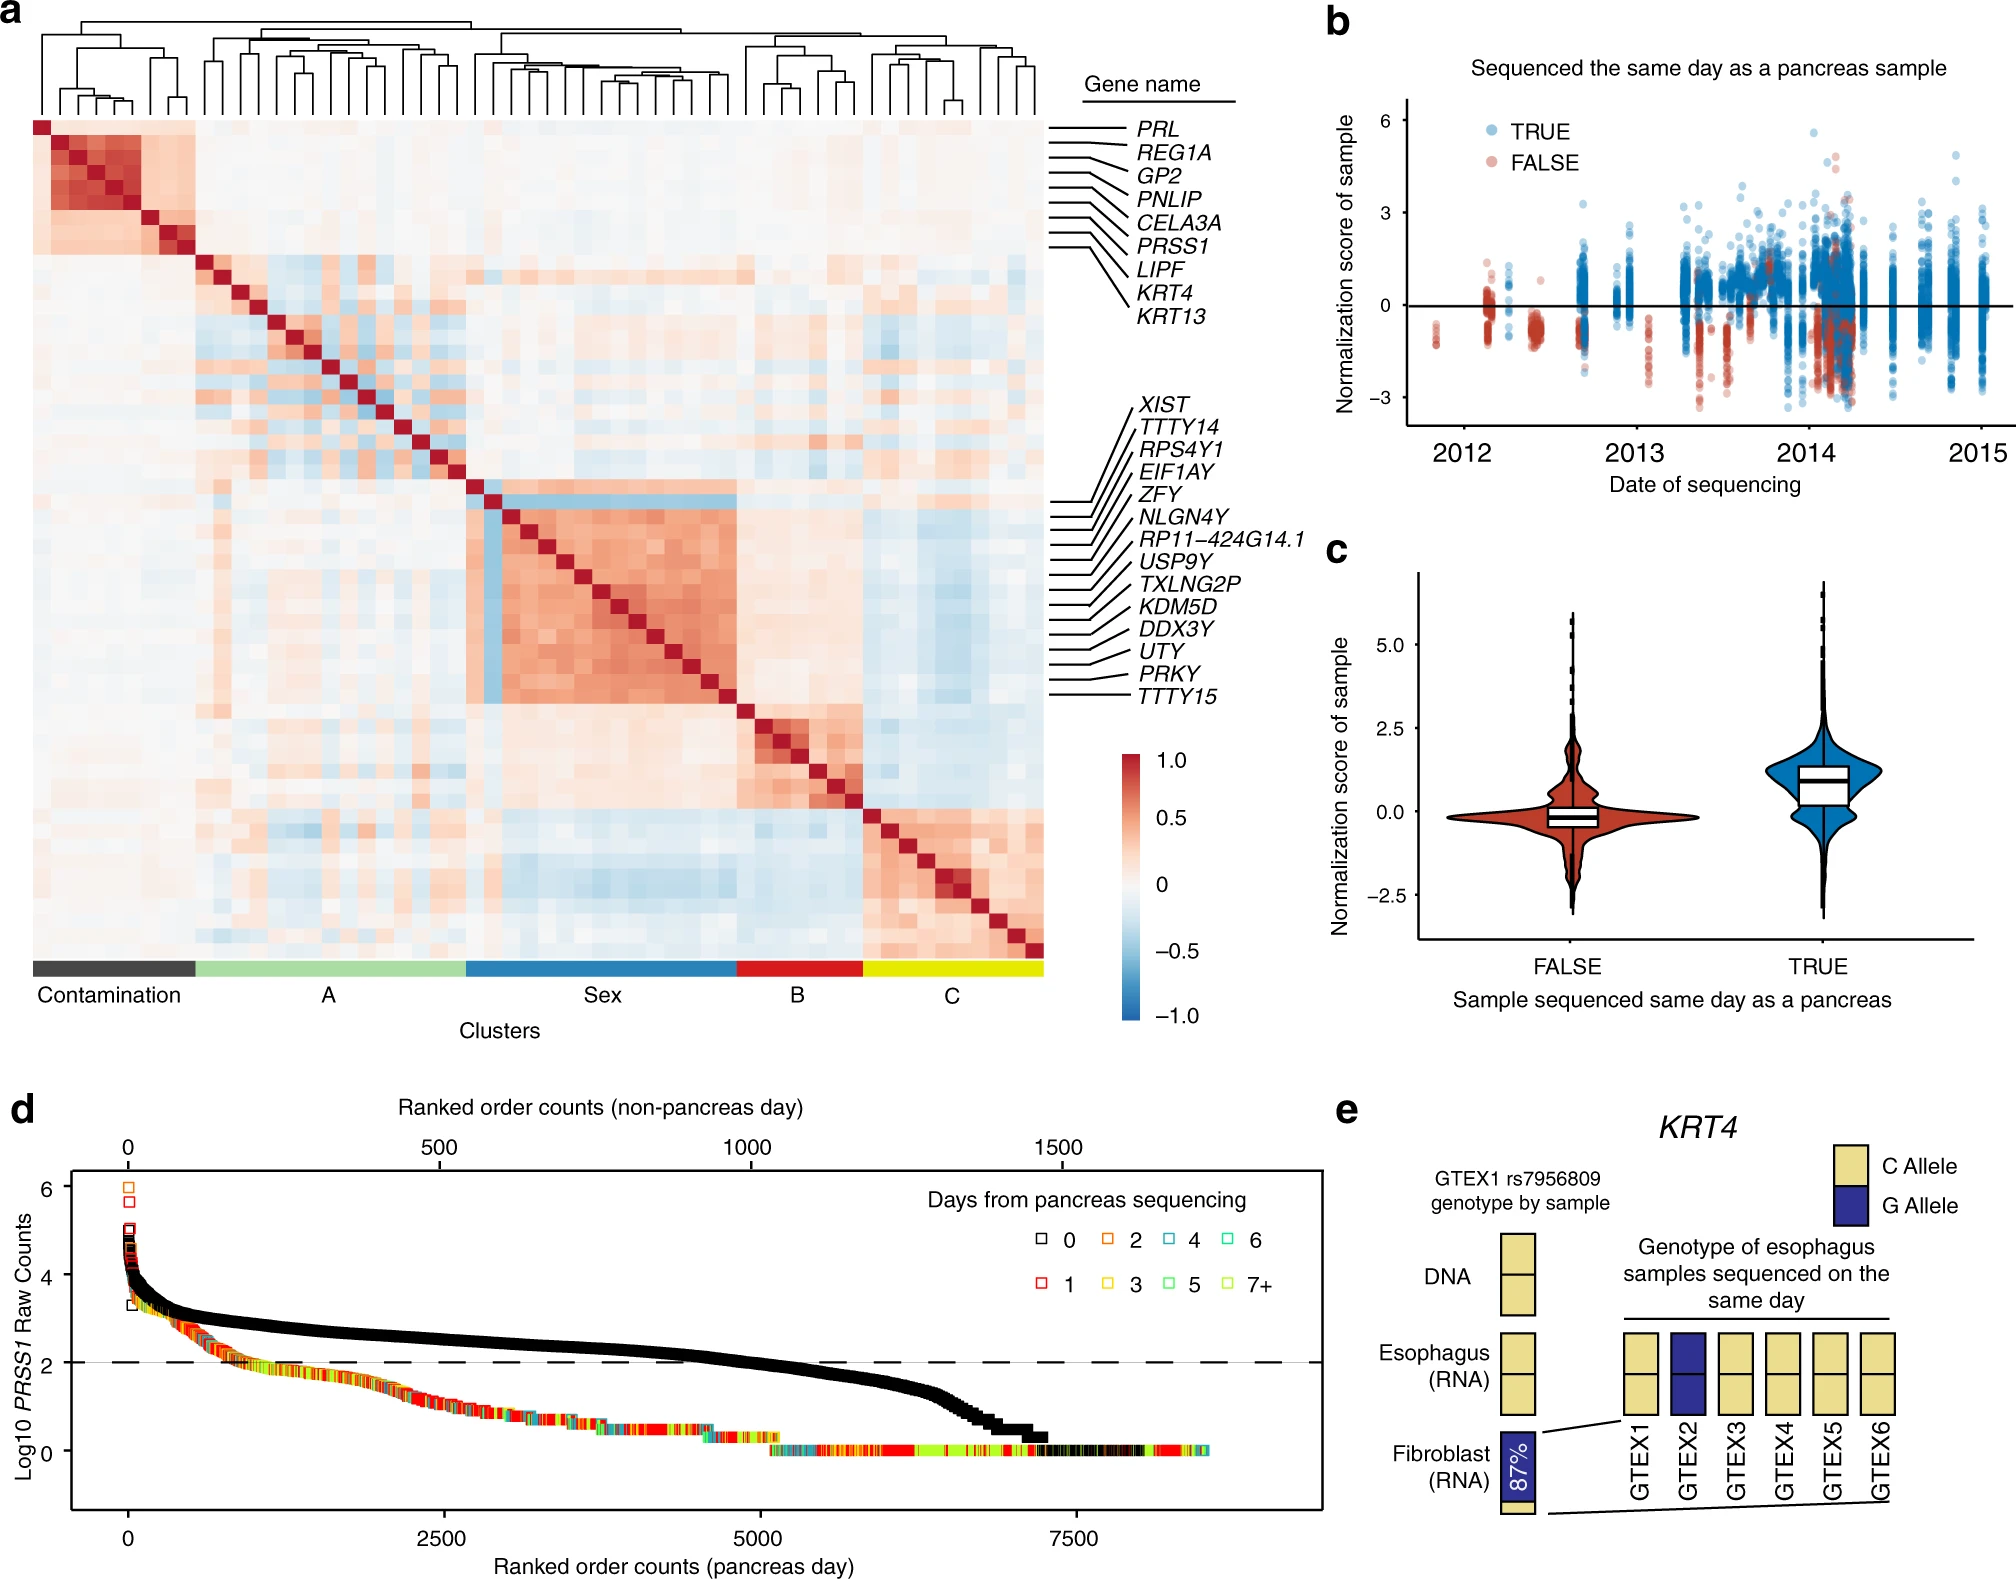 a
Gene name
PRL
REG1A
GP2
PNLIP
CELA3A
PRSS1
LIPF
KRT4
KRT13
XIST
TTTY14
RPS4Y1
EIF1AY
ZFY
NLGN4Y
RP11−424G14.1
USP9Y
TXLNG2P
KDM5D
DDX3Y
UTY
PRKY
TTTY15
1.0
0.5
0
−0.5
−1.0
Contamination
A
Sex
B
C
Clusters
b
Sequenced the same day as a pancreas sample
Normalization score of sample
6
3
0
−3
TRUE
FALSE
2012
2013
2014
2015
Date of sequencing
c
Normalization score of sample
5.0
2.5
0.0
−2.5
FALSE
TRUE
Sample sequenced same day as a pancreas
d
Ranked order counts (non-pancreas day)
0
500
1000
1500
Log10 PRSS1 Raw Counts
6
4
2
0
Days from pancreas sequencing
0
2
4
6
1
3
5
7+
0
2500
5000
7500
Ranked order counts (pancreas day)
e
KRT4
C Allele
G Allele
GTEX1 rs7956809
genotype by sample
DNA
Esophagus
(RNA)
Fibroblast
(RNA)
87%
Genotype of esophagus
samples sequenced on the
same day
GTEX1
GTEX2
GTEX3
GTEX4
GTEX5
GTEX6